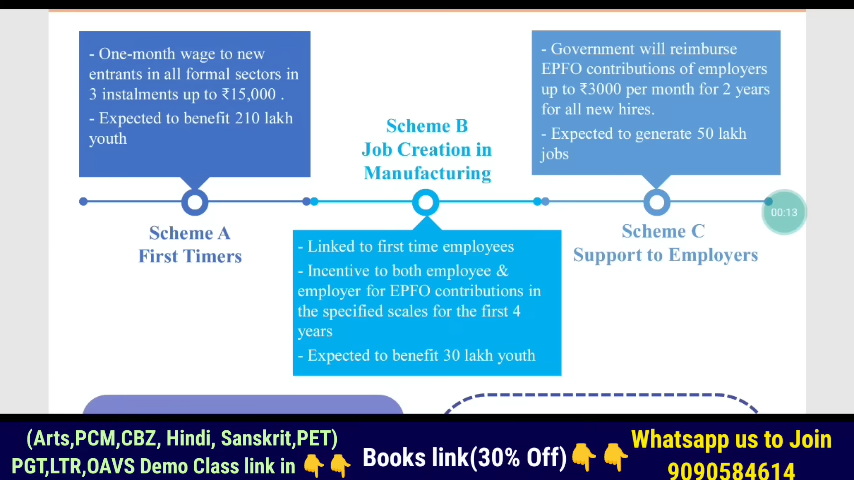 - One-month wage to new
entrants in all formal sectors in
3 instalments up to ₹15,000 .
- Expected to benefit 210 lakh
youth
Scheme A
First Timers
Scheme B
Job Creation in
Manufacturing
- Linked to first time employees
- Incentive to both employee &
employer for EPFO contributions in
the specified scales for the first 4
years
- Expected to benefit 30 lakh youth
- Government will reimburse
EPFO contributions of employers
up to ₹3000 per month for 2 years
for all new hires.
- Expected to generate 50 lakh
jobs
Scheme C
Support to Employers
00:13
(Arts,PCM,CBZ, Hindi, Sanskrit,PET)
PGT,LTR,OAVS Demo Class link in 👇👇
Books link(30% Off)👇👇
Whatsapp us to Join
9090584614